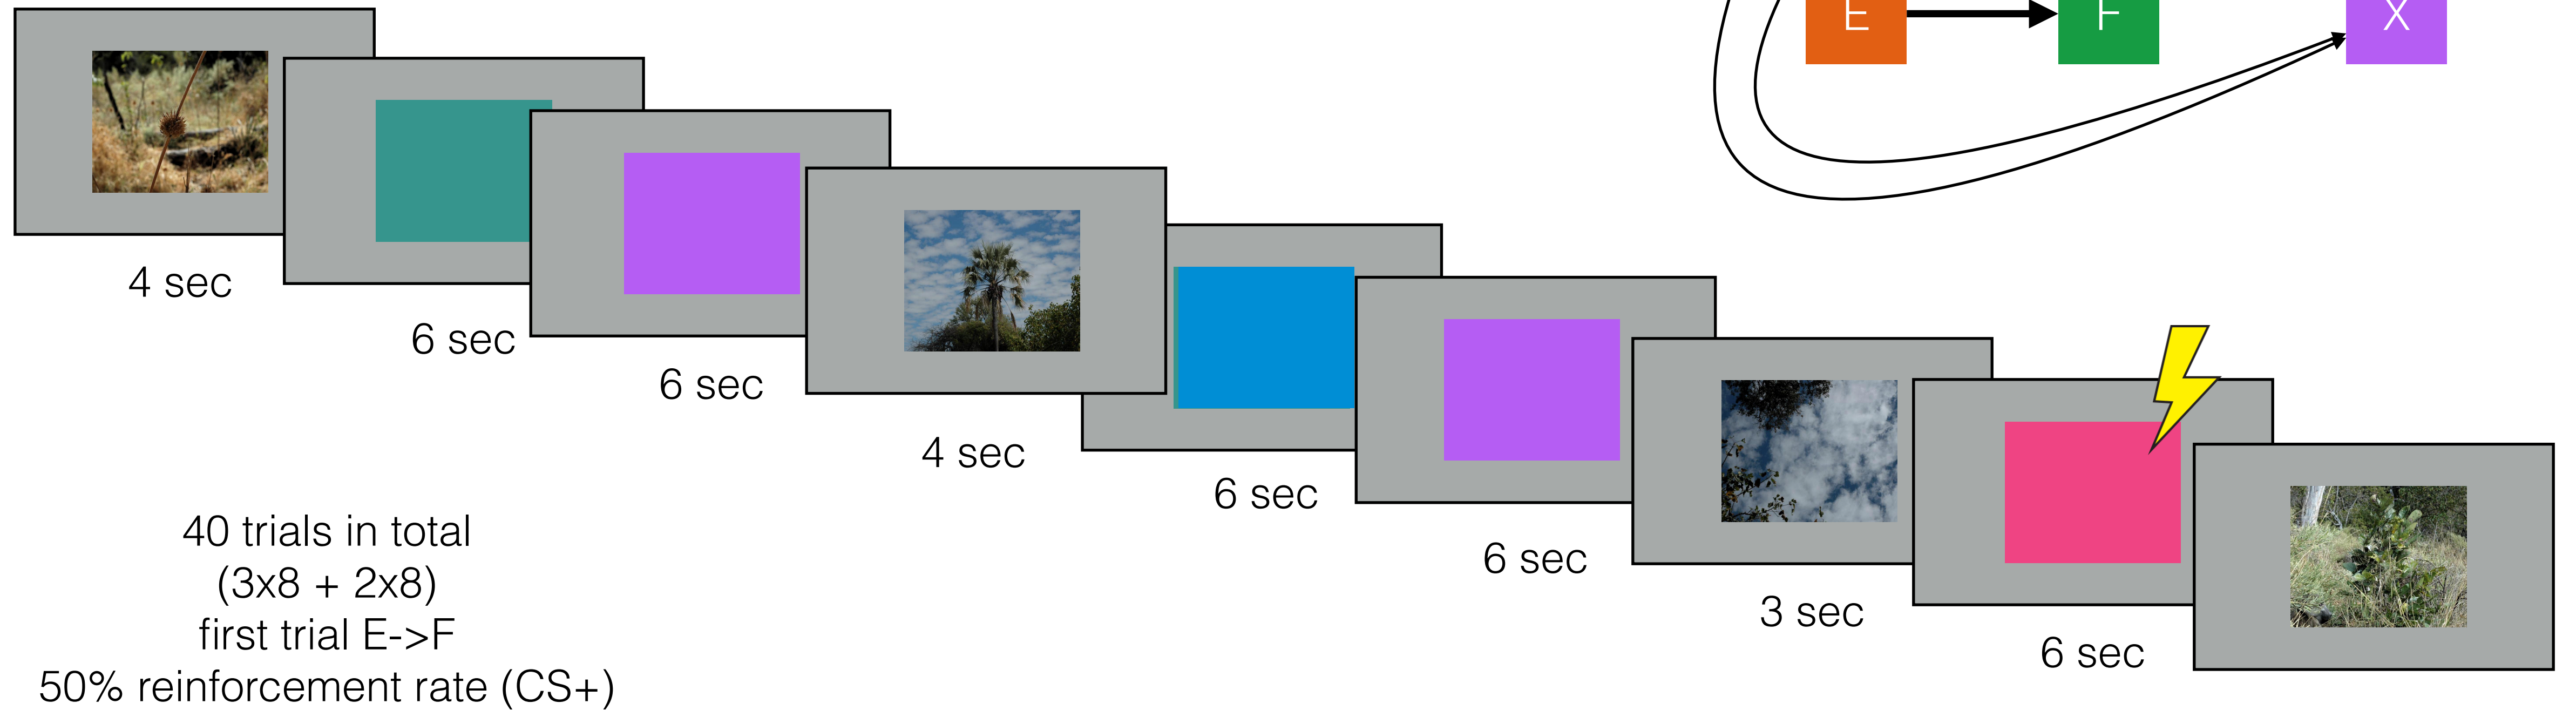 E
F
X
4 sec
6 sec
6 sec
4 sec
6 sec
6 sec
3 sec
6 sec
40 trials in total
(3x8 + 2x8)
first trial E->F
50% reinforcement rate (CS+)